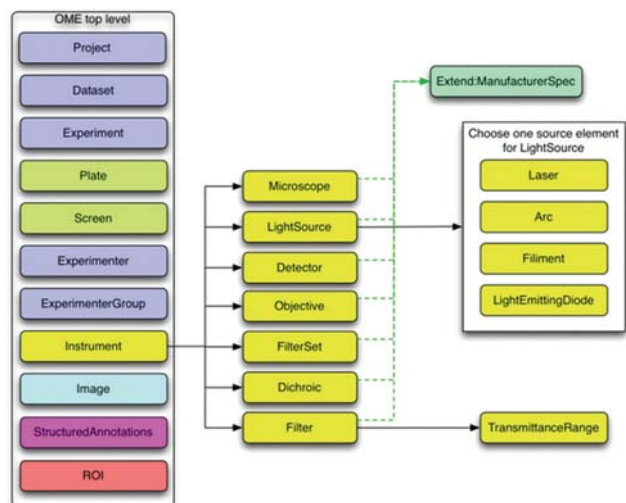 OME top level
Project
Dataset
Experiment
Plate
Screen
Experimenter
ExperimenterGroup
Instrument
Image
StructuredAnnotations
ROI
Microscope
LightSource
Detector
Objective
FilterSet
Dichroic
Filter
Extend:ManufacturerSpec
Choose one source element
for LightSource
Laser
Arc
Filiment
LightEmittingDiode
TransmittanceRange